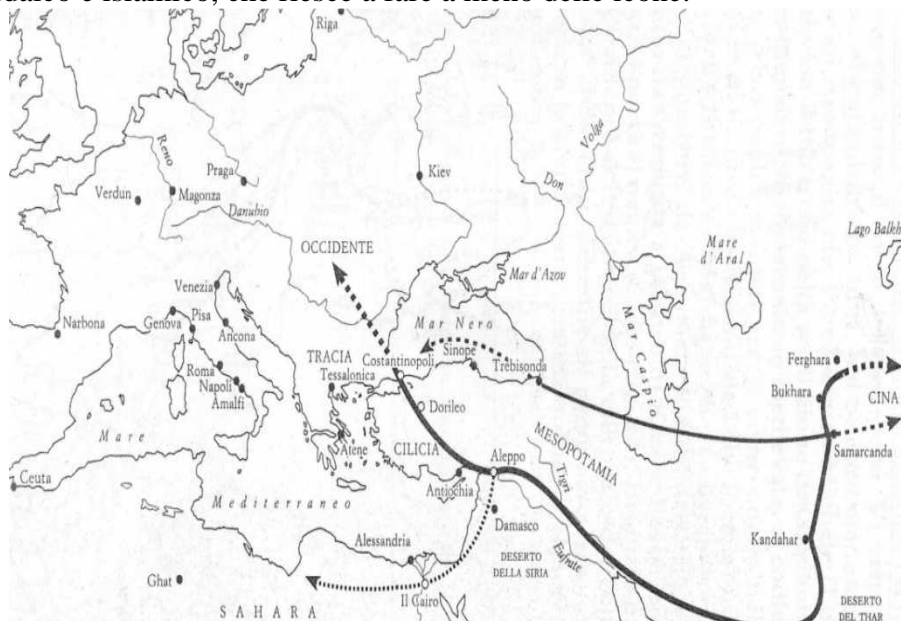 udaico e islamico, che riesce a fare a meno delle icone.
Riga
Volga
Reno
Praga
Kiev
Don
Verdun
Magonza
Danubio
Lago Balkh
OCCIDENTE
Mare
d'Aral
Mar d'Azov
Venezia
Mar Caspio
Narbona
Genova
Pisa
Ancona
Mar Nero
TRACIA
Costantinopoli
Sinope
Trebisonda
Ferghara
Roma
Tessalonica
Bukhara
CINA
Napoli
Amalfi
Dorileo
MESOPOTAMIA
Mare
Atene
CILICIA
Aleppo
Samarcanda
Ceuta
Antiochia
Tigri
Mediterraneo
Damasco
Kandahar
Alessandria
DESERTO
DELLA SIRIA
Eufrate
Ghat
Il Cairo
DESERTO
DEL THAR
SAHARA